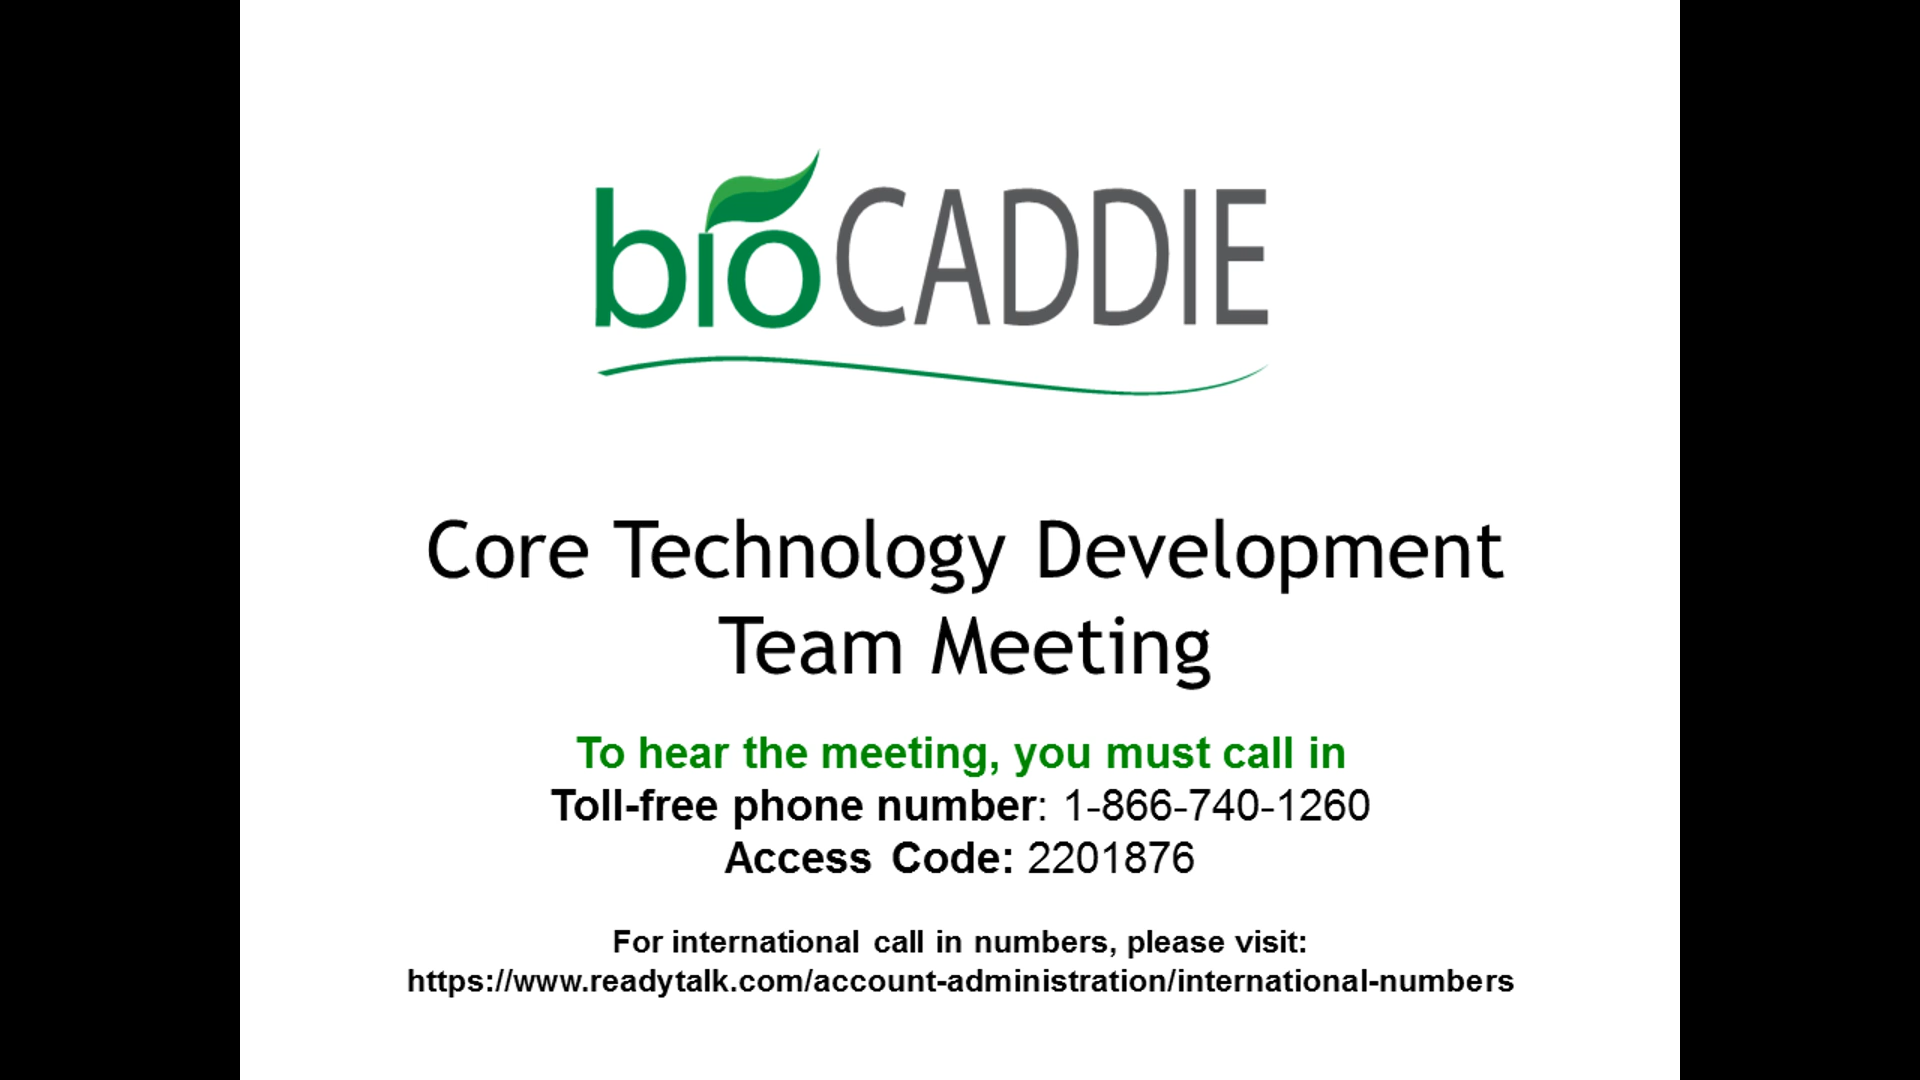 bioCADDIE
Core Technology Development
Team Meeting
To hear the meeting, you must call in
Toll-free phone number: 1-866-740-1260
Access Code: 2201876
For international call in numbers, please visit:
https://www.readytalk.com/account-administration/international-numbers